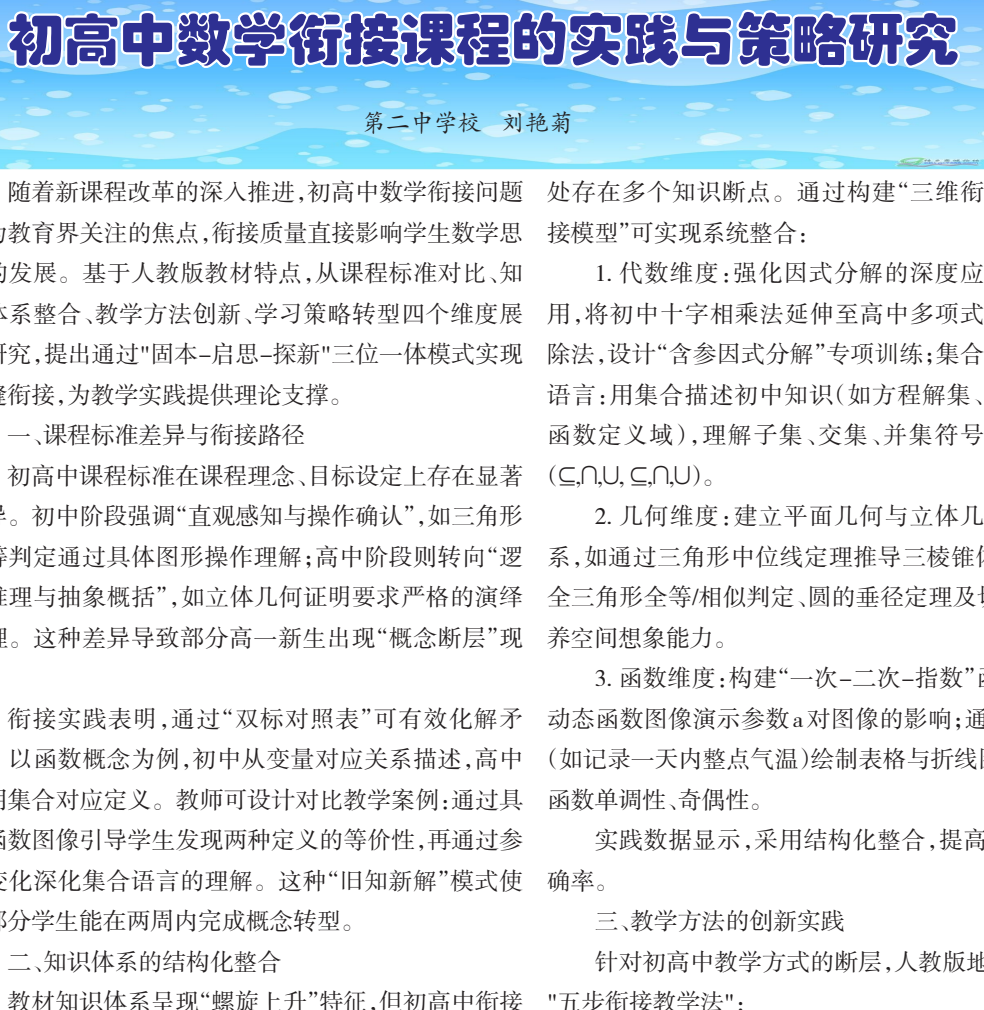 初高中数学衔接课程的实践与策略研究
第二中学校 刘艳菊
随着新课程改革的深入推进,初高中数学衔接问题
教育界关注的焦点,衔接质量直接影响学生数学思
发展。基于人教版教材特点,从课程标准对比、知
系整合、教学方法创新、学习策略转型四个维度展
究,提出通过"固本-启思-探新"三位一体模式实现
衔接,为教学实践提供理论支撑。
一、课程标准差异与衔接路径
初高中课程标准在课程理念、目标设定上存在显著
。初中阶段强调“直观感知与操作确认”,如三角形
判定通过具体图形操作理解;高中阶段则转向“逻
理与抽象概括”,如立体几何证明要求严格的演绎
。这种差异导致部分高一新生出现“概念断层”现
衔接实践表明,通过“双标对照表”可有效化解矛
以函数概念为例,初中从变量对应关系描述,高中
集合对应定义。教师可设计对比教学案例:通过具
数图像引导学生发现两种定义的等价性,再通过参
化深化集合语言的理解。这种“旧知新解”模式使
分学生能在两周内完成概念转型。
二、知识体系的结构化整合
教材知识体系呈现“螺旋上升”特征,但初高中衔接
处存在多个知识断点。通过构建“三维衔
接模型”可实现系统整合:
1. 代数维度:强化因式分解的深度应
用,将初中十字相乘法延伸至高中多项式
除法,设计“含参因式分解”专项训练;集合
语言:用集合描述初中知识(如方程解集、
函数定义域),理解子集、交集、并集符号
(⊆,⋂,⋃, ⊆,⋂,⋃)。
2. 几何维度:建立平面几何与立体几
系,如通过三角形中位线定理推导三棱锥
全三角形全等/相似判定、圆的垂径定理及
养空间想象能力。
3. 函数维度:构建“一次-二次-指数”
动态函数图像演示参数a对图像的影响;通
(如记录一天内整点气温)绘制表格与折线
函数单调性、奇偶性。
实践数据显示,采用结构化整合,提高
确率。
三、教学方法的创新实践
针对初高中教学方式的断层,人教版地
"五步衔接教学法":